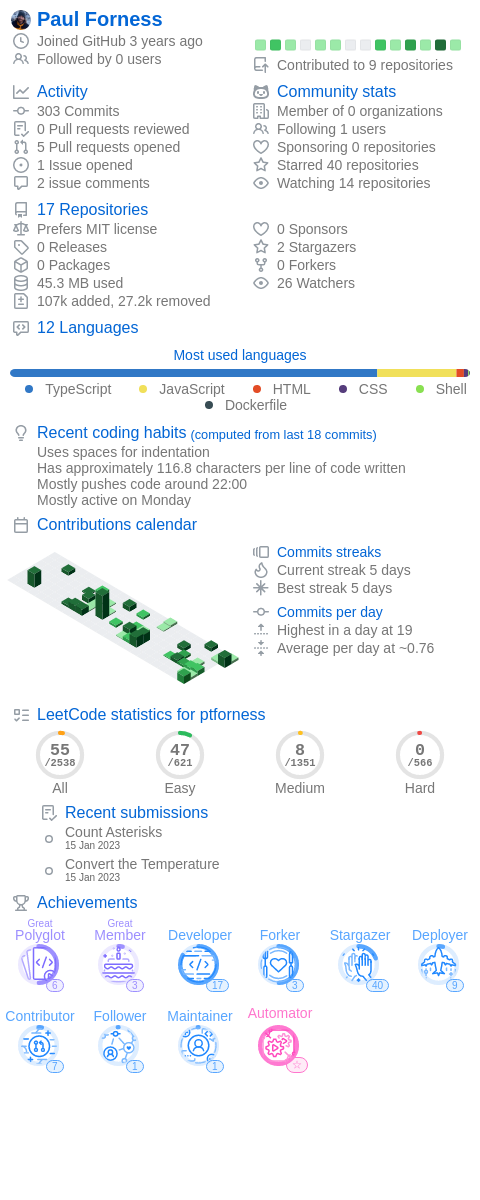 Paul Forness
Joined GitHub 3 years ago
Followed by 0 users
Contributed to 9 repositories
Activity
303 Commits
0 Pull requests reviewed
5 Pull requests opened
1 Issue opened
2 issue comments
Community stats
Member of 0 organizations
Following 1 users
Sponsoring 0 repositories
Starred 40 repositories
Watching 14 repositories
17 Repositories
Prefers MIT license
0 Releases
0 Packages
45.3 MB used
107k added, 27.2k removed
0 Sponsors
2 Stargazers
0 Forkers
26 Watchers
12 Languages
Most used languages
TypeScript JavaScript HTML CSS Shell
Dockerfile
Recent coding habits (computed from last 18 commits)
Uses spaces for indentation
Has approximately 116.8 characters per line of code written
Mostly pushes code around 22:00
Mostly active on Monday
Contributions calendar
Commits streaks
Current streak 5 days
Best streak 5 days
Commits per day
Highest in a day at 19
Average per day at ~0.76
LeetCode statistics for ptforness
55 47 8 0
/2538 /621 /1351 /566
All Easy Medium Hard
Recent submissions
Count Asterisks
15 Jan 2023
Convert the Temperature
15 Jan 2023
Achievements
Great Great
Polyglot Member Developer Forker Stargazer Deployer
6 3 17 3 40 9
Contributor Follower Maintainer Automator
7 1 1